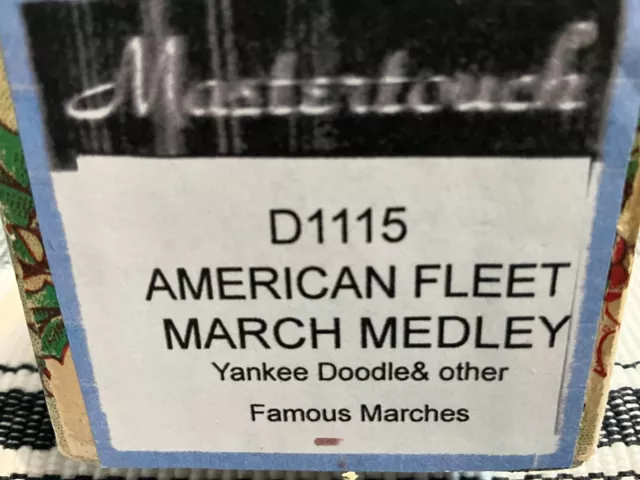 Mastertouch
D1115
AMERICAN FLEET
MARCH MEDLEY
Yankee Doodle& other
Famous Marches